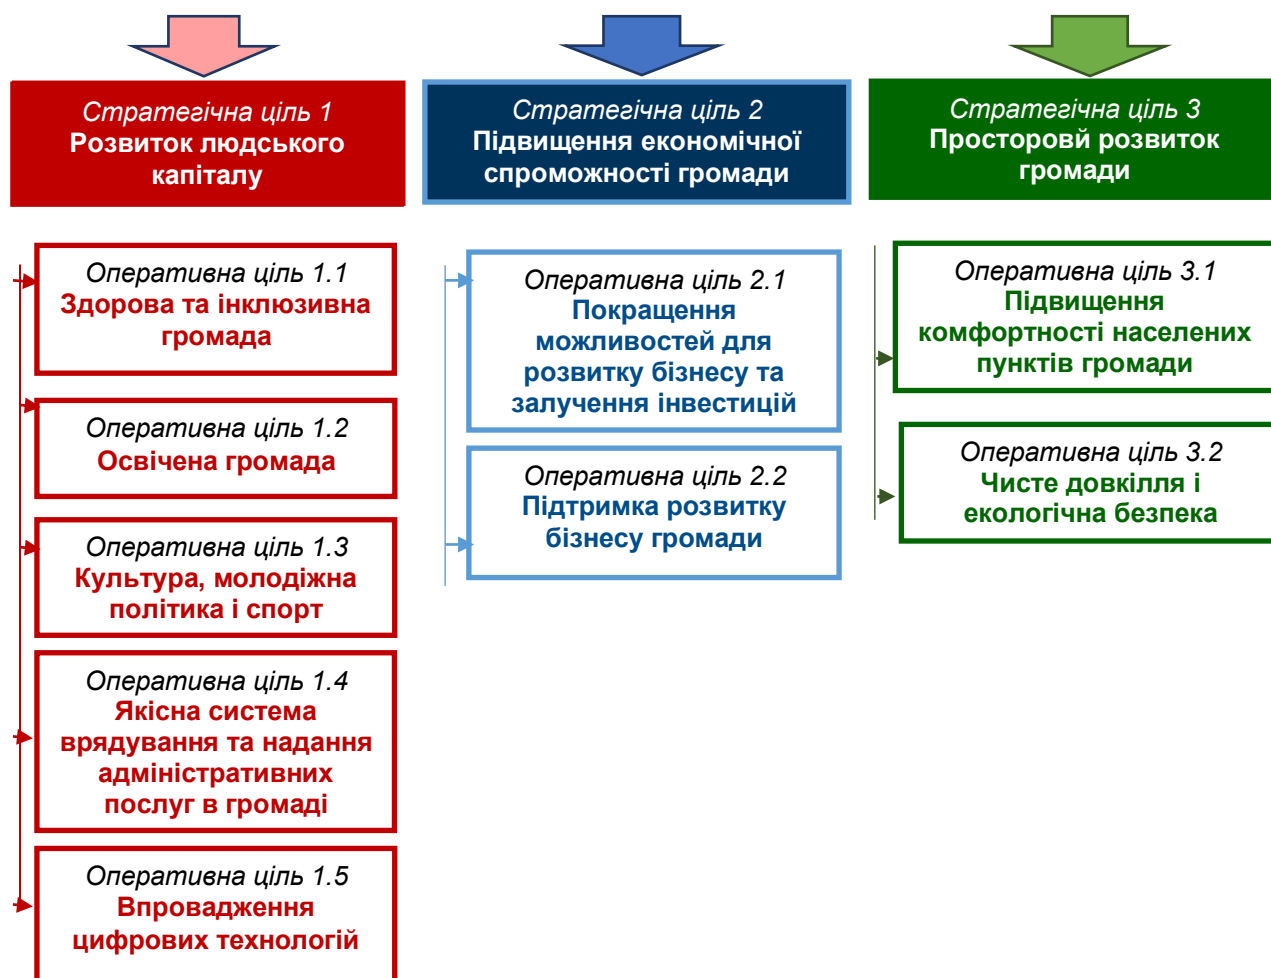 Стратегічна ціль 1
Розвиток людського
капіталу
Оперативна ціль 1.1
Здорова та інклюзивна
громада
Оперативна ціль 1.2
Освічена громада
Оперативна ціль 1.3
Культура, молодіжна
політика і спорт
Оперативна ціль 1.4
Якісна система
врядування та надання
адміністративних
послуг в громаді
Оперативна ціль 1.5
Впровадження
цифрових технологій
Стратегічна ціль 2
Підвищення економічної
спроможності громади
Оперативна ціль 2.1
Покращення
можливостей для
розвитку бізнесу та
залучення інвестицій
Оперативна ціль 2.2
Підтримка розвитку
бізнесу громади
Стратегічна ціль 3
Просторовй розвиток
громади
Оперативна ціль 3.1
Підвищення
комфортності населених
пунктів громади
Оперативна ціль 3.2
Чисте довкілля і
екологічна безпека